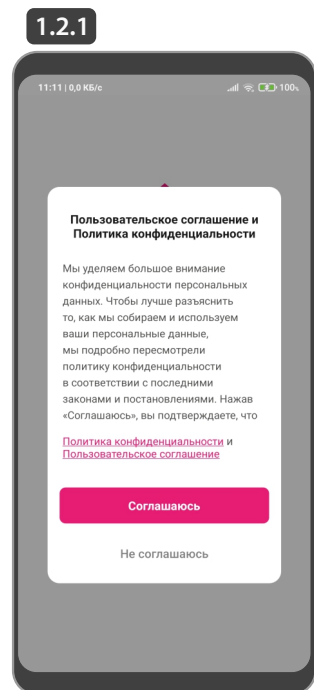 1.2.1
11:11 | 0,0 КБ/с 100%
Пользовательское соглашение и
Политика конфиденциальности
Мы уделяем большое внимание
конфиденциальности персональных
данных. Чтобы лучше разъяснить
то, как мы собираем и используем
ваши персональные данные,
мы подробно пересмотрели
политику конфиденциальности
в соответствии с последними
законами и постановлениями. Нажав
«Соглашаюсь», вы подтверждаете, что
Политика конфиденциальности и
Пользовательское соглашение
Соглашаюсь
Не соглашаюсь